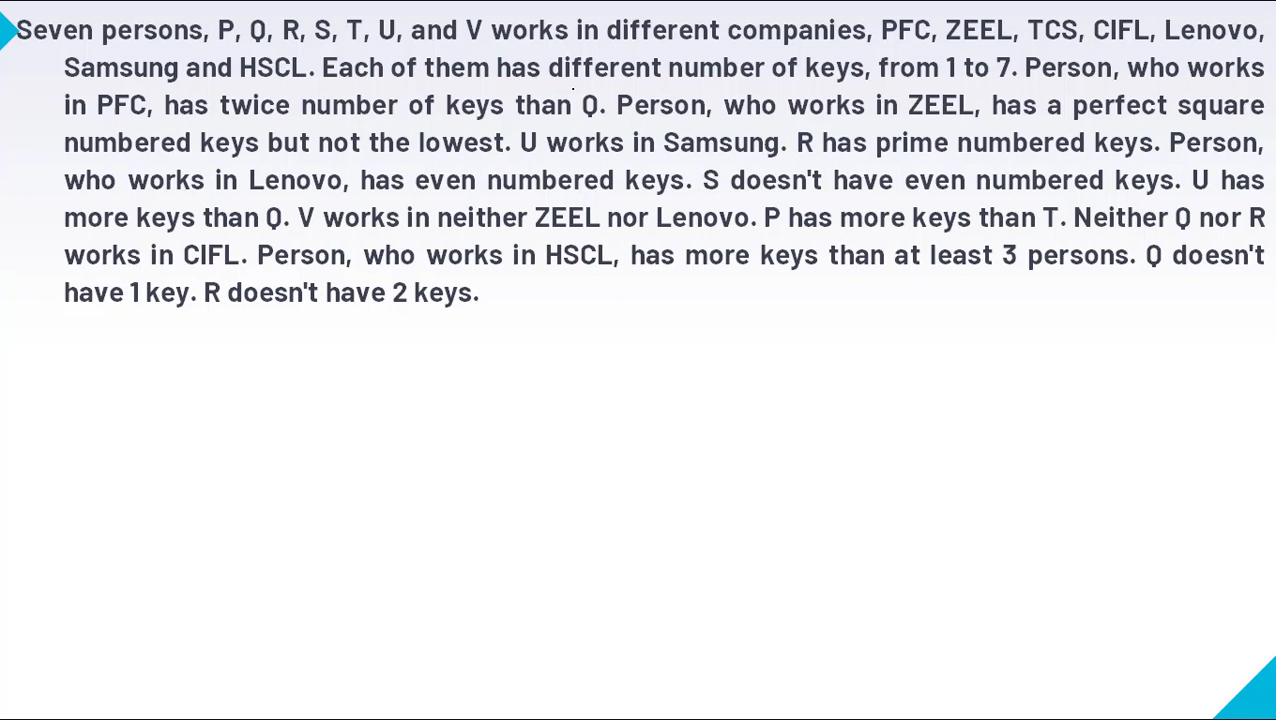 Seven persons, P, Q, R, S, T, U, and V works in different companies, PFC, ZEEL, TCS, CIFL, Lenovo,
Samsung and HSCL. Each of them has different number of keys, from 1 to 7. Person, who works
in PFC, has twice number of keys than Q. Person, who works in ZEEL, has a perfect square
numbered keys but not the lowest. U works in Samsung. R has prime numbered keys. Person,
who works in Lenovo, has even numbered keys. S doesn't have even numbered keys. U has
more keys than Q. V works in neither ZEEL nor Lenovo. P has more keys than T. Neither Q nor R
works in CIFL. Person, who works in HSCL, has more keys than at least 3 persons. Q doesn't
have 1 key. R doesn't have 2 keys.